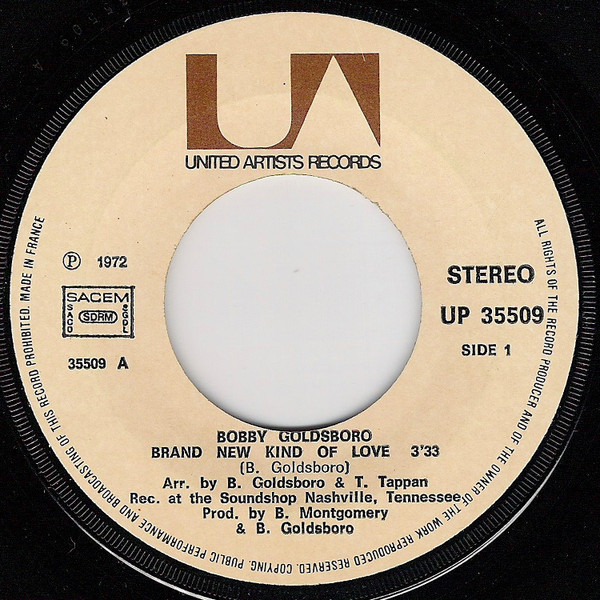 UA
UNITED ARTISTS RECORDS
℗ 1972
SACEM
SACD SDRM SGDL
35509 A
STEREO
UP 35509
SIDE 1
BOBBY GOLDSBORO
BRAND NEW KIND OF LOVE 3'33
(B. Goldsboro)
Arr. by B. Goldsboro & T. Tappan
Rec. at the Soundshop Nashville, Tennessee,
Prod. by B. Montgomery
& B. Goldsboro
ALL RIGHTS OF THE RECORD PRODUCER AND OF THE OWNER OF THE WORK REPRODUCED RESERVED. COPYING. PUBLIC PERFORMANCE AND BROADCASTING OF THIS RECORD PROHIBITED. MADE IN FRANCE